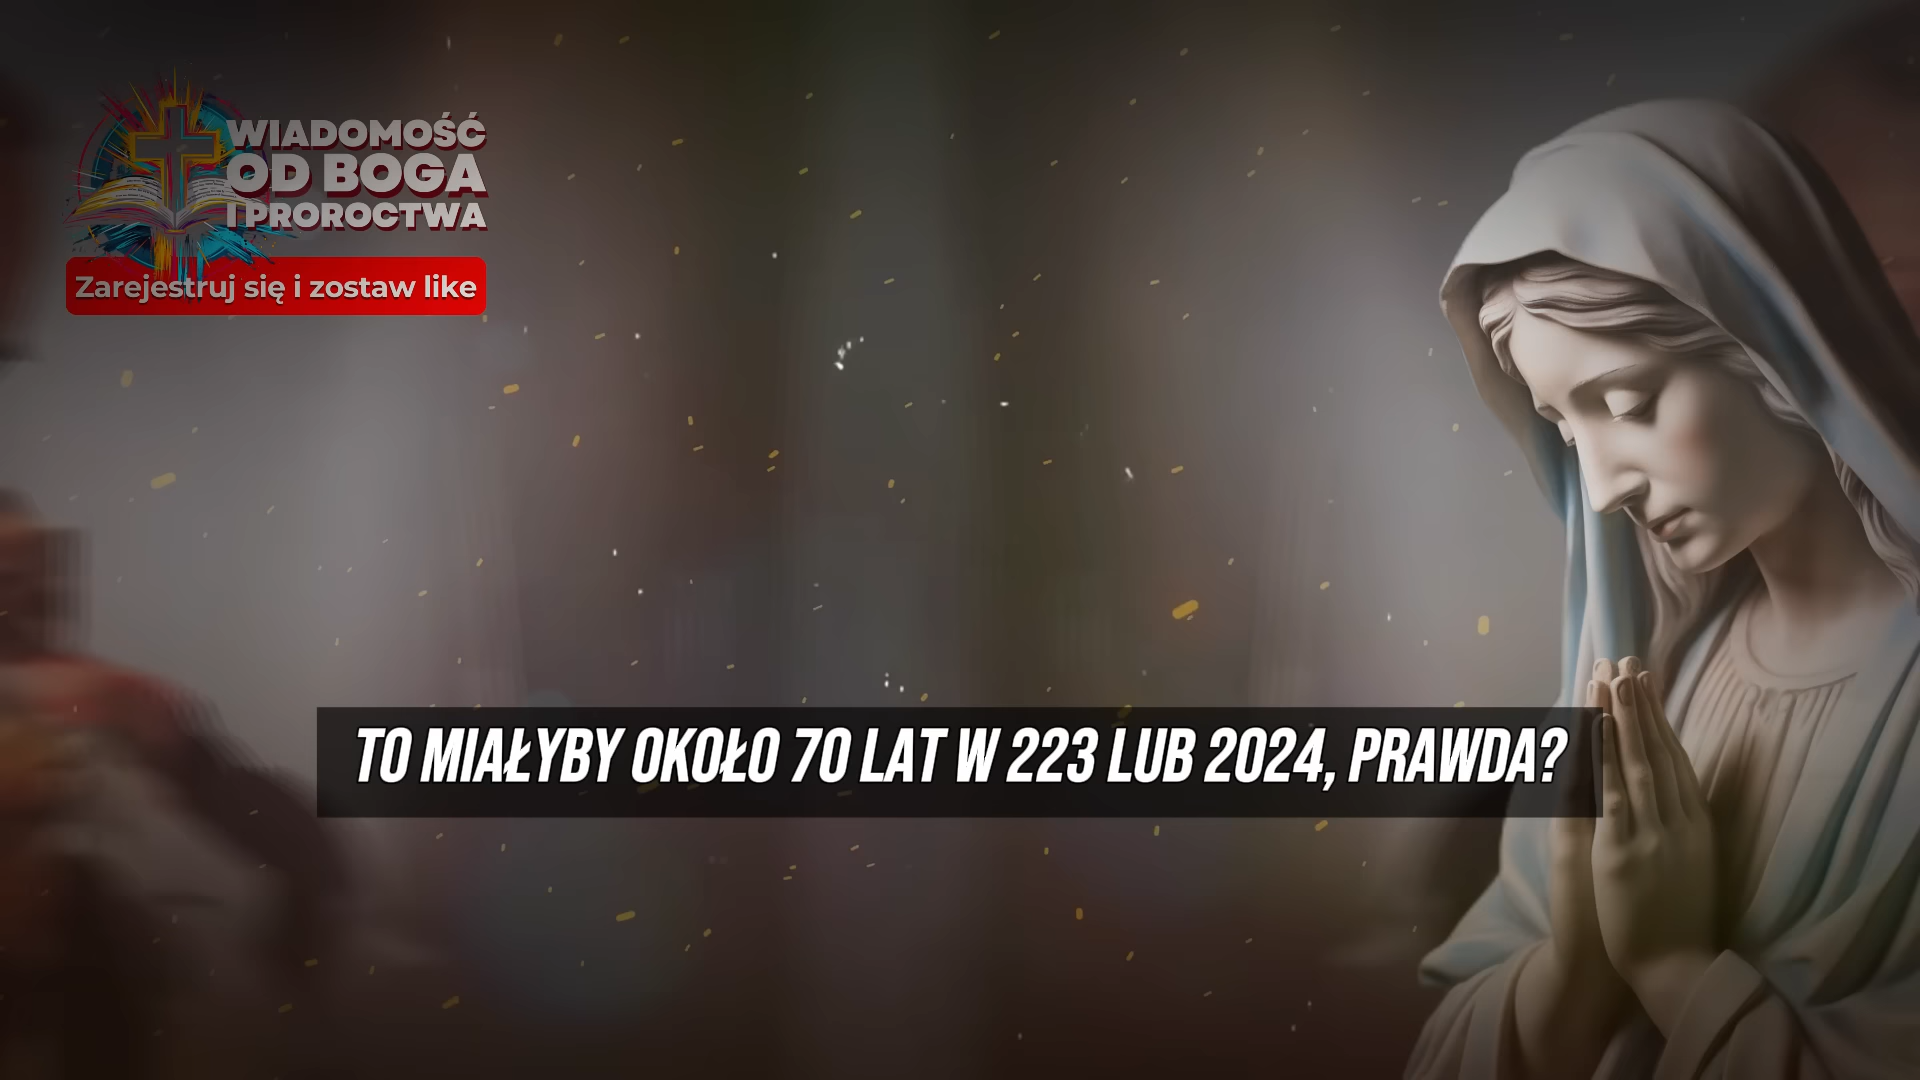 WIADOMOŚĆ
OD BOGA
I PROROCTWA
Zarejestruj się i zostaw like
TO MIAŁYBY OKOŁO 70 LAT W 223 LUB 2024, PRAWDA?